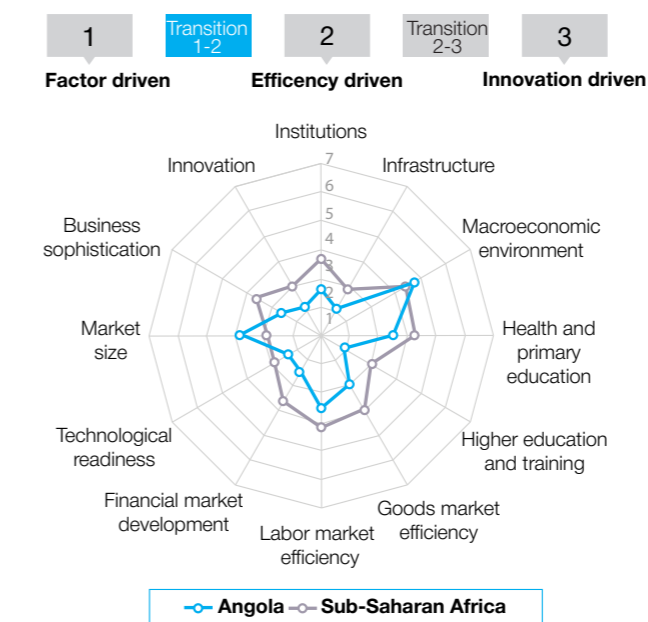 1
Transition
1-2
2
Transition
2-3
3
Factor driven
Efficency driven
Innovation driven
Institutions
7
Innovation
Infrastructure
6
5
Business
sophistication
Macroeconomic
environment
4
3
2
1
Market
size
Health and
primary
education
Technological
readiness
Higher education
and training
Financial market
development
Goods market
efficiency
Labor market
efficiency
Angola Sub-Saharan Africa